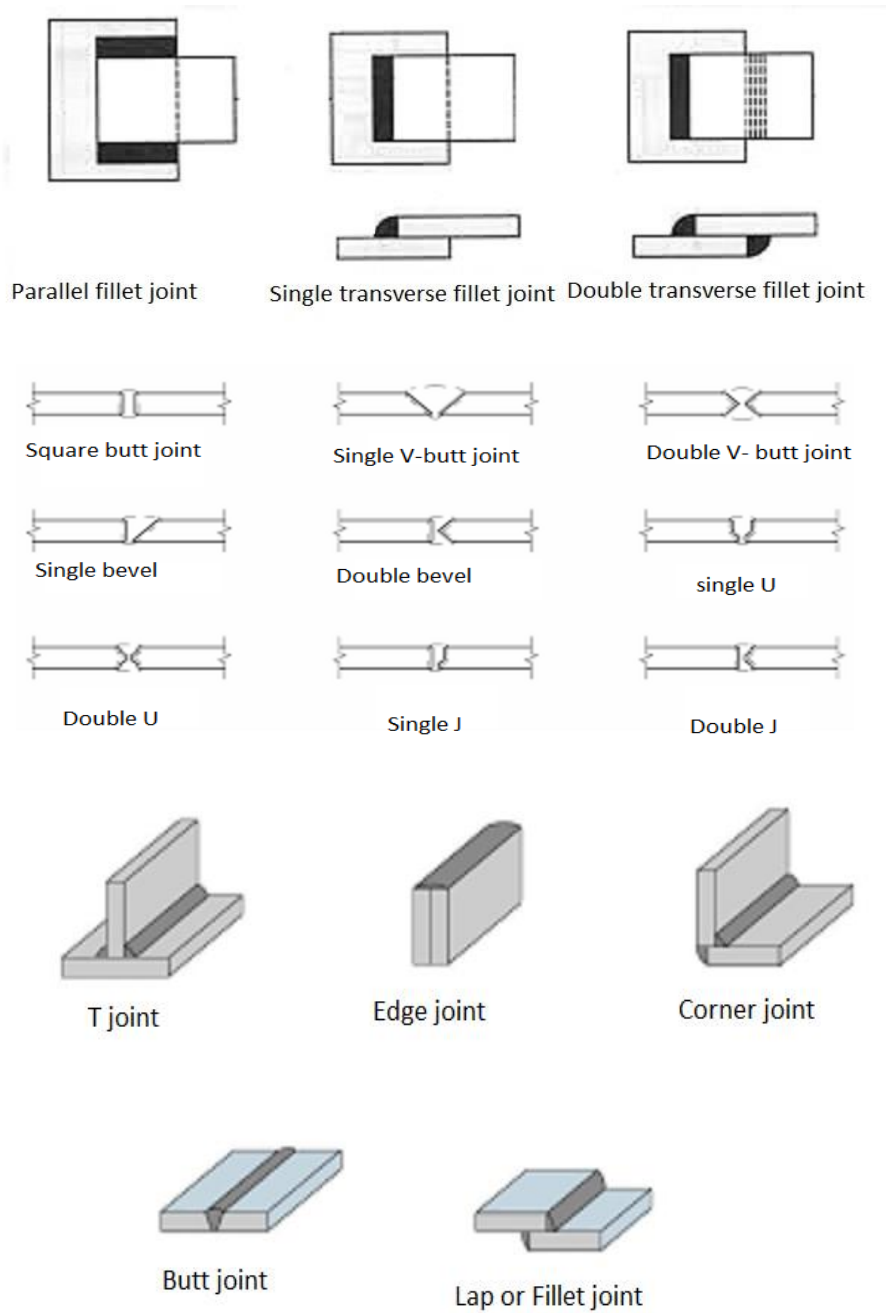 Parallel fillet joint
Single transverse fillet joint
Double transverse fillet joint
Square butt joint
Single V-butt joint
Double V- butt joint
Single bevel
Double bevel
single U
Double U
Single J
Double J
T joint
Edge joint
Corner joint
Butt joint
Lap or Fillet joint